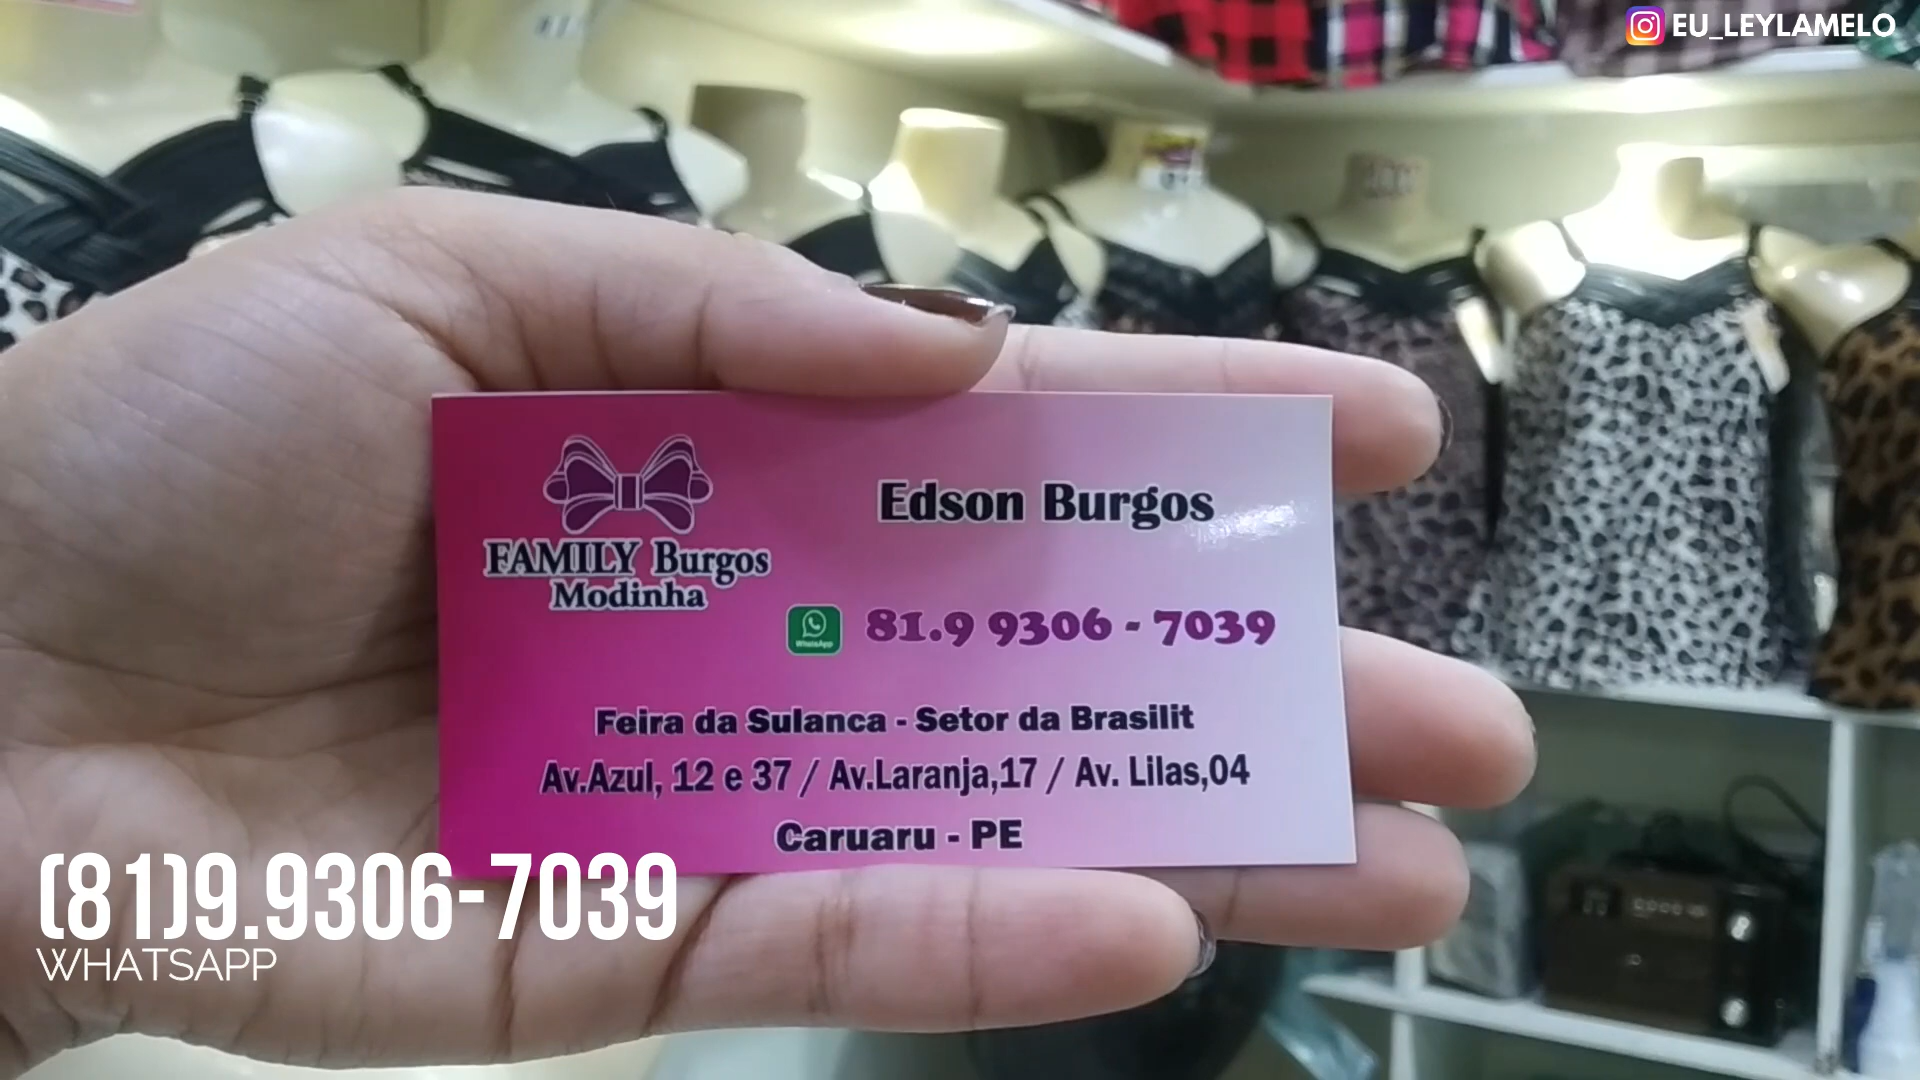 EU_LEYLAMELO
Edson Burgos
FAMILY Burgos
Modinha
WhatsApp
81.9 9306 - 7039
Feira da Sulanca - Setor da Brasilit
Av.Azul, 12 e 37 / Av.Laranja,17 / Av. Lilas,04
Caruaru - PE
(81)9.9306-7039
WHATSAPP